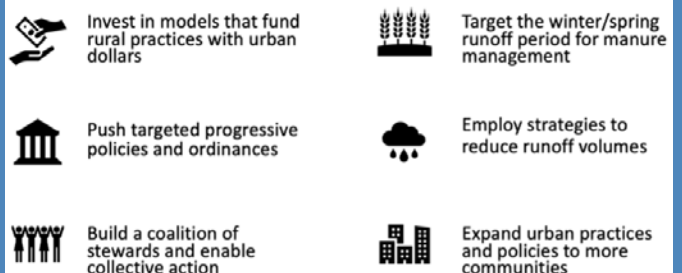 Invest in models that fund
rural practices with urban
dollars
Target the winter/spring
runoff period for manure
management
Push targeted progressive
policies and ordinances
Employ strategies to
reduce runoff volumes
Build a coalition of
stewards and enable
collective action
Expand urban practices
and policies to more
communities